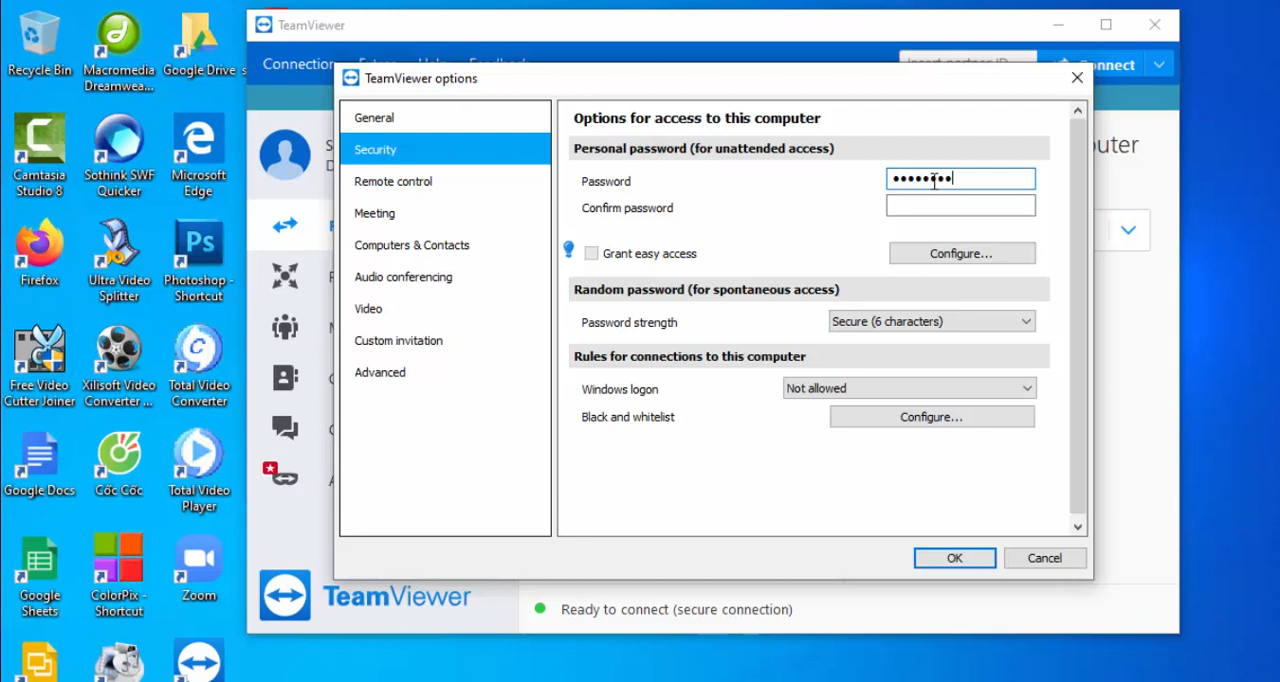 Recycle Bin
Macromedia
Dreamwea...
Google Drive
Camtasia
Studio 8
Sothink SWF
Quicker
Microsoft
Edge
Firefox
Ultra Video
Splitter
Photoshop -
Shortcut
Free Video
Cutter Joiner
Xilisoft Video
Converter ...
Total Video
Converter
Google Docs
Cốc Cốc
Total Video
Player
Google
Sheets
ColorPix -
Shortcut
Zoom
TeamViewer
Connection
TeamViewer options
General
Security
Remote control
Meeting
Computers & Contacts
Audio conferencing
Video
Custom invitation
Advanced
Options for access to this computer
Personal password (for unattended access)
Password
Confirm password
Grant easy access
Configure...
Random password (for spontaneous access)
Password strength
Secure (6 characters)
Rules for connections to this computer
Windows logon
Not allowed
Black and whitelist
Configure...
OK
Cancel
TeamViewer
Ready to connect (secure connection)